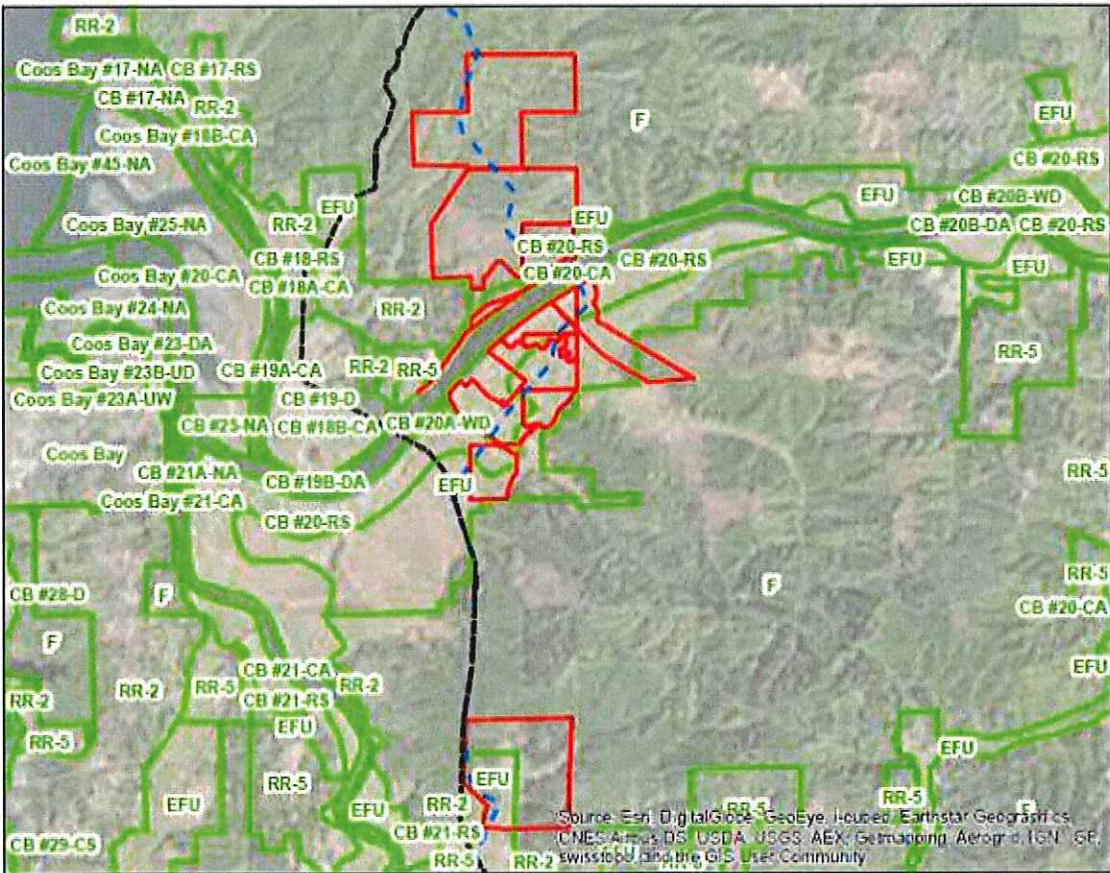 RR-2
Coos Bay #17-NA CB #17-RS
CB #17-NA
RR-2
Coos Bay #18B-CA
Coos Bay #45-NA
F
EFU
CB #20-RS
EFU
EFU
CB #20B-WD
RR-2
EFU
Coos Bay #25-NA
CB #20B-DA CB #20-RS
CB #20-RS
CB #18-RS
CB #20-RS
EFU
EFU
Coos Bay #20-CA
CB #20-CA
CB #18A-CA
Coos Bay #24-NA
RR-2
Coos Bay #23-DA
RR-5
CB #19A-CA
RR-2 RR-5
Coos Bay #23B-UD
Coos Bay #23A-UW
CB #19-D
CB #25-NA CB #18B-CA CB #20A-WD
Coos Bay
CB #21A-NA
RR-5
CB #19B-DA
EFU
Coos Bay #21-CA
CB #20-RS
RR-5
F
F
CB #28-D
CB #20-CA
F
CB #21-CA
EFU
RR-2
RR-2
RR-5
RR-2
CB #21-RS
EFU
RR-5
EFU
EFU
RR-5
RR-5
EFU
EFU
RR-2
RR-5
CB #21-RS
CB #29-CS
RR-5
RR-2
Source: Esri, DigitalGlobe, GeoEye, i-cubed, Earthstar Geographics,
CNES/Airbus DS, USDA, USGS, AEX, Getmapping, Aerogrid, IGN, IGP,
swisstopo, and the GIS User Community